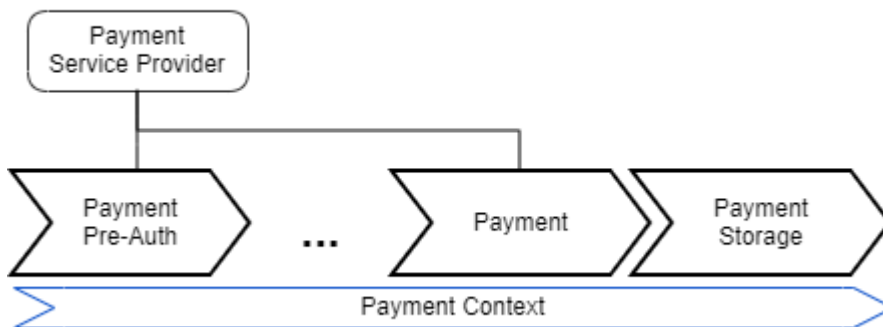 Payment
Service Provider
Payment
Pre-Auth
...
Payment
Payment
Storage
Payment Context